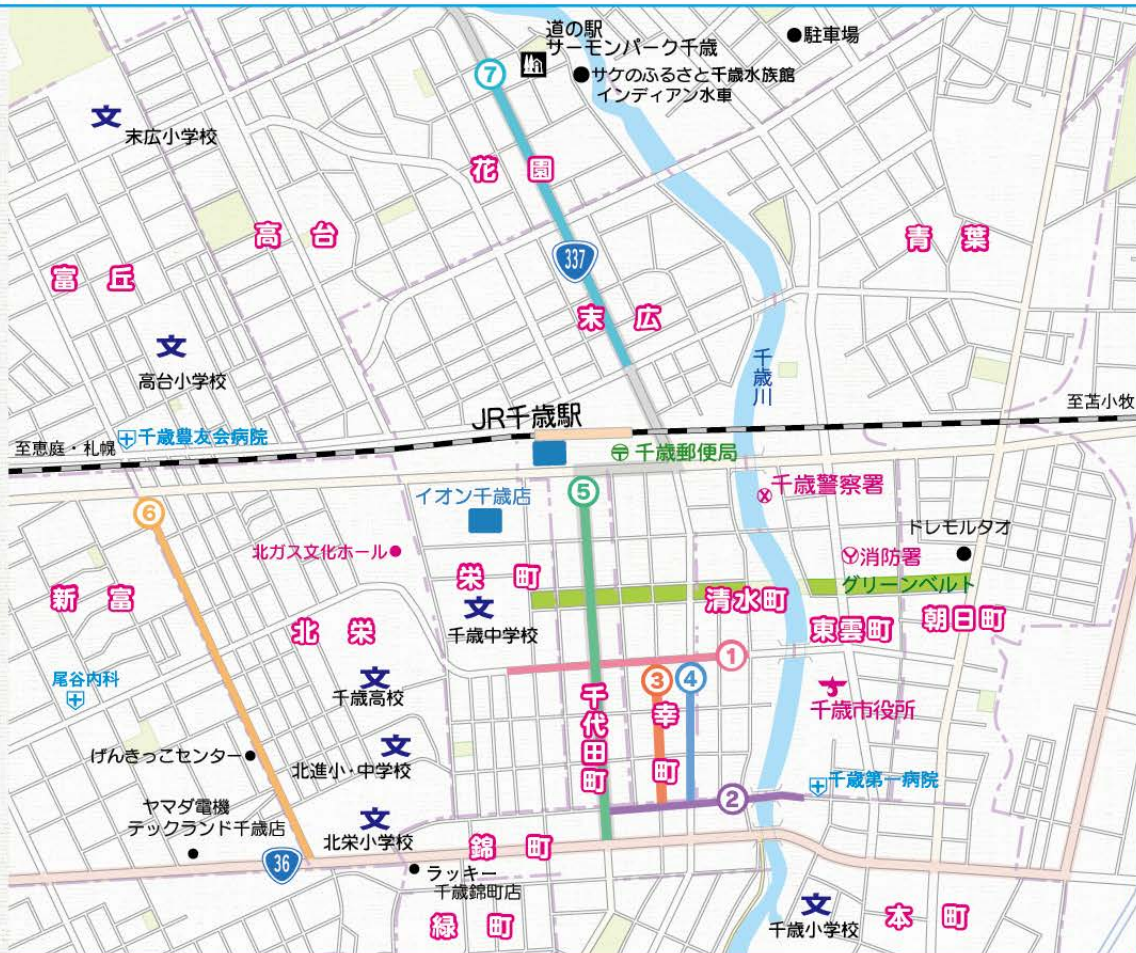 道の駅
サーモンパーク千歳
駐車場
⑦
サケのふるさと千歳水族館
インディアン水車
末広小学校
花園
高台
青葉
337
富丘
末広
高台小学校
千歳川
JR千歳駅
至苫小牧
至恵庭・札幌
千歳豊友会病院
千歳郵便局
イオン千歳店
⑤
千歳警察署
⑥
ドレモルタオ
北ガス文化ホール
消防署
栄町
グリーンベルト
新富
清水町
朝日町
北栄
千歳中学校
東雲町
①
尾谷内科
千歳高校
③
④
千代田町
幸町
千歳市役所
げんきっこセンター
北進小・中学校
千歳第一病院
②
ヤマダ電機
テックランド千歳店
北栄小学校
錦町
36
ラッキー
千歳錦町店
緑町
千歳小学校
本町
文
文
文
文
文
文
文